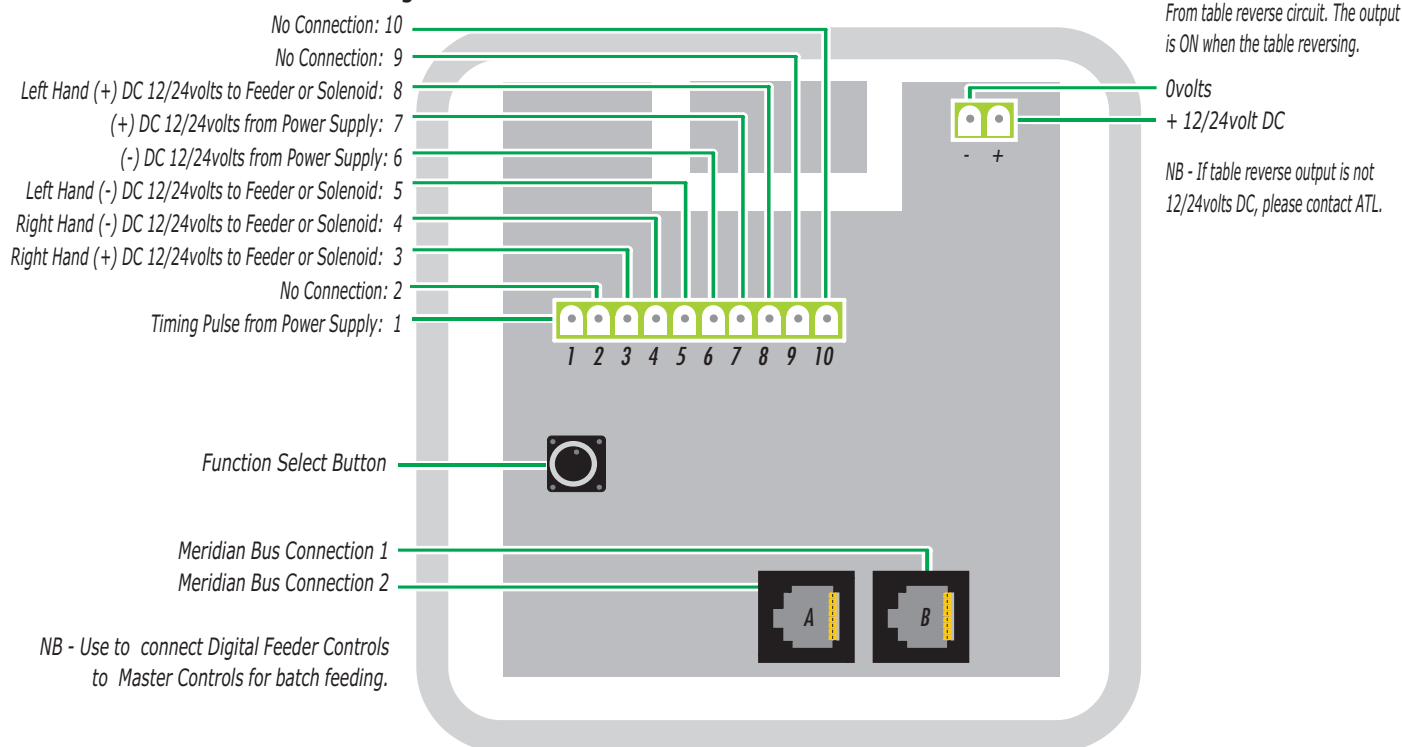 No Connection: 10
No Connection: 9
Left Hand (+) DC 12/24volts to Feeder or Solenoid: 8
(+) DC 12/24volts from Power Supply: 7
(-) DC 12/24volts from Power Supply: 6
Left Hand (-) DC 12/24volts to Feeder or Solenoid: 5
Right Hand (-) DC 12/24volts to Feeder or Solenoid: 4
Right Hand (+) DC 12/24volts to Feeder or Solenoid: 3
No Connection: 2
Timing Pulse from Power Supply: 1
1 2 3 4 5 6 7 8 9 10
From table reverse circuit. The output
is ON when the table reversing.
0volts
+ 12/24volt DC
- +
NB - If table reverse output is not
12/24volts DC, please contact ATL.
Function Select Button
Meridian Bus Connection 1
Meridian Bus Connection 2
A B
NB - Use to connect Digital Feeder Controls
to Master Controls for batch feeding.